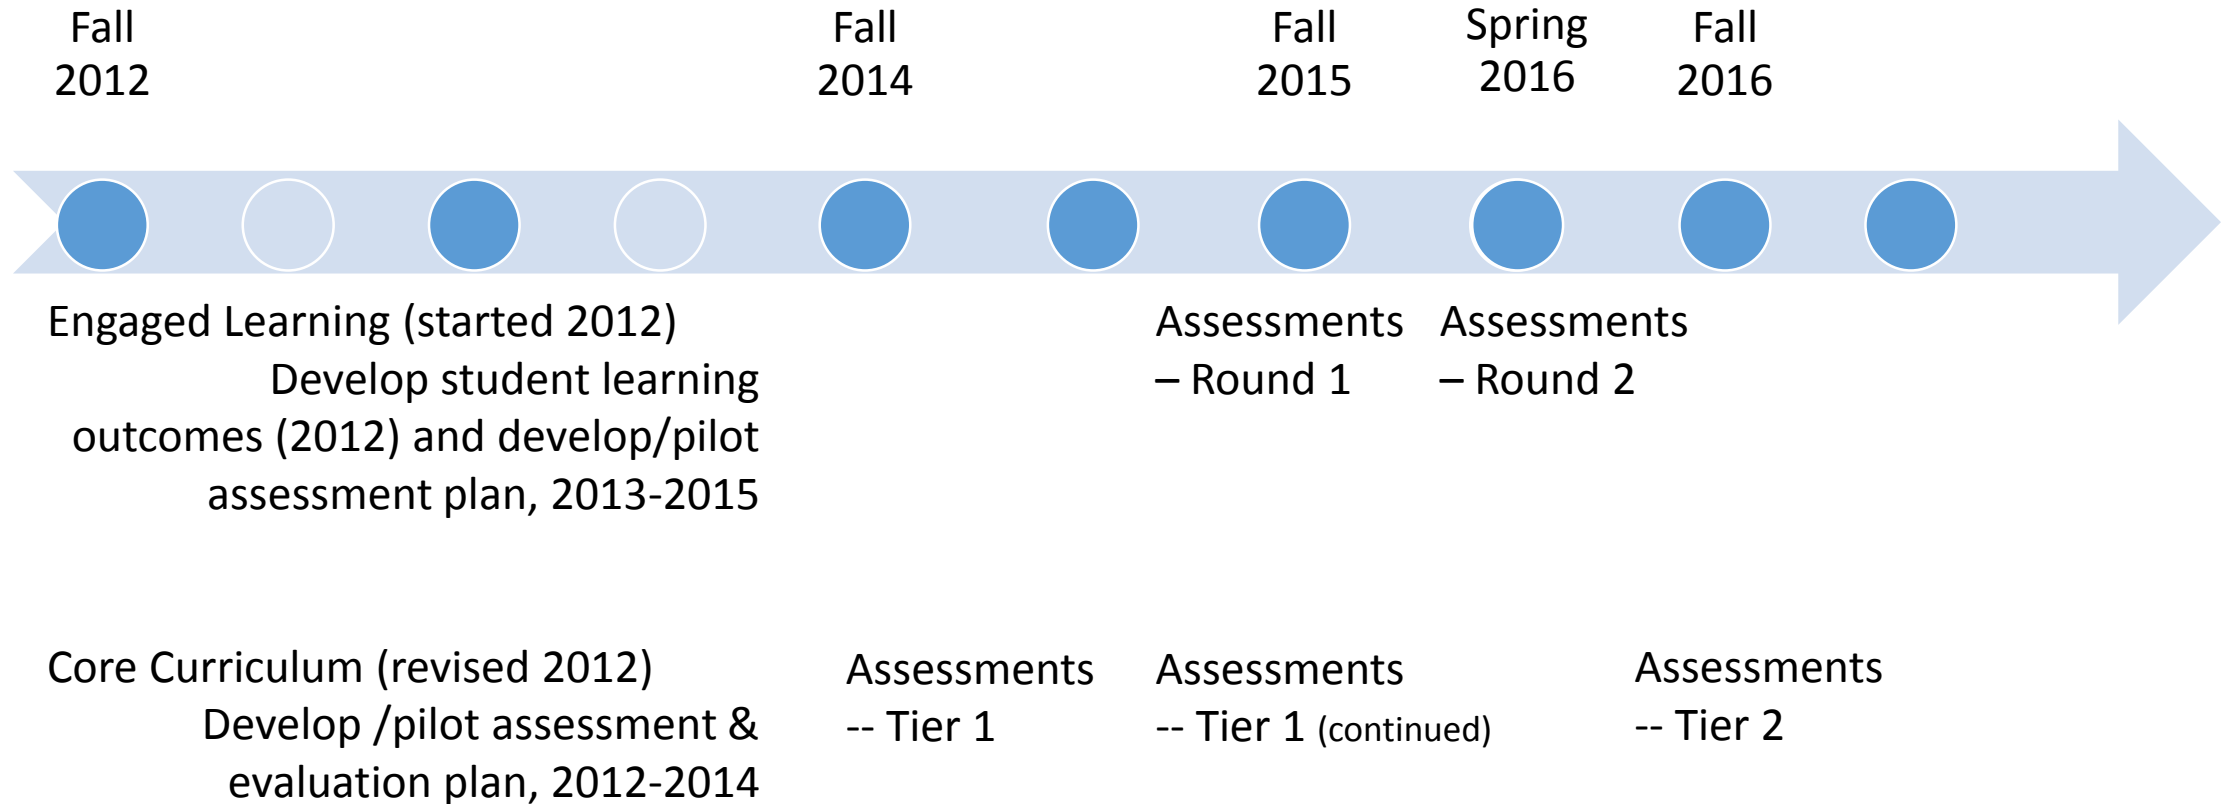 Fall
2012
Fall
2014
Fall
2015
Spring
2016
Fall
2016
Engaged Learning (started 2012)
Develop student learning
outcomes (2012) and develop/pilot
assessment plan, 2013-2015
Assessments
– Round 1
Assessments
– Round 2
Core Curriculum (revised 2012)
Develop /pilot assessment &
evaluation plan, 2012-2014
Assessments
-- Tier 1
Assessments
-- Tier 1 (continued)
Assessments
-- Tier 2